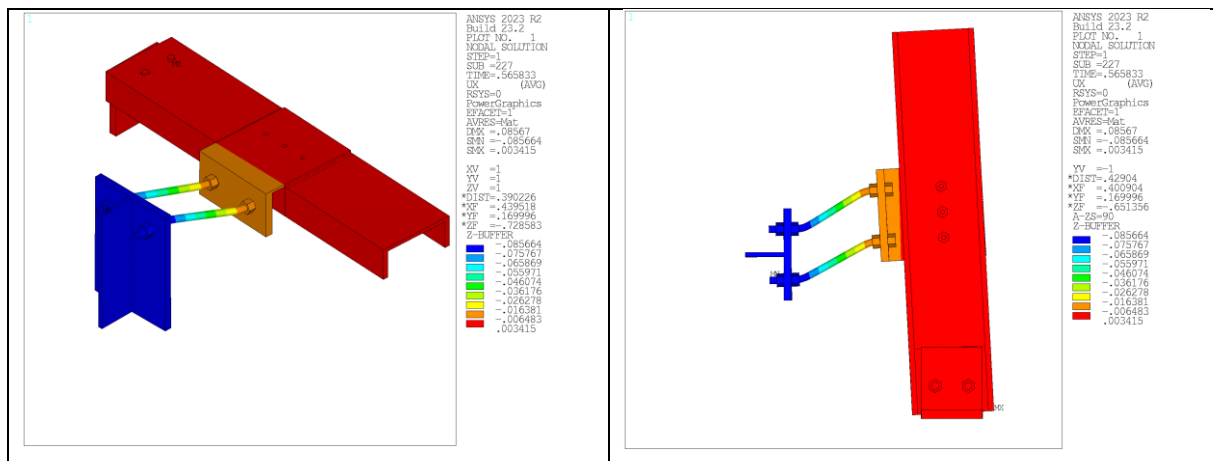 1
ANSYS 2023 R2
Build 23.2
PLOT NO. 1
NODAL SOLUTION
STEP=1
SUB =227
TIME=.565833
UX (AVG)
RSYS=0
PowerGraphics
EFACET=1
AVRES=Mat
DMX =.08567
SMN =-.085664
SMX =.003415
XV =1
YV =1
ZV =1
*DIST=.390226
*XF =.439518
*YF =.169996
*ZF =-.728583
Z-BUFFER
-.085664
-.075767
-.065869
-.055971
-.046074
-.036176
-.026278
-.016381
-.006483
.003415
MX
1
ANSYS 2023 R2
Build 23.2
PLOT NO. 1
NODAL SOLUTION
STEP=1
SUB =227
TIME=.565833
UX (AVG)
RSYS=0
PowerGraphics
EFACET=1
AVRES=Mat
DMX =.08567
SMN =-.085664
SMX =.003415
YV =-1
*DIST=.42904
*XF =.400904
*YF =.169996
*ZF =-.651356
A-ZS=90
Z-BUFFER
-.085664
-.075767
-.065869
-.055971
-.046074
-.036176
-.026278
-.016381
-.006483
.003415
MN
MX